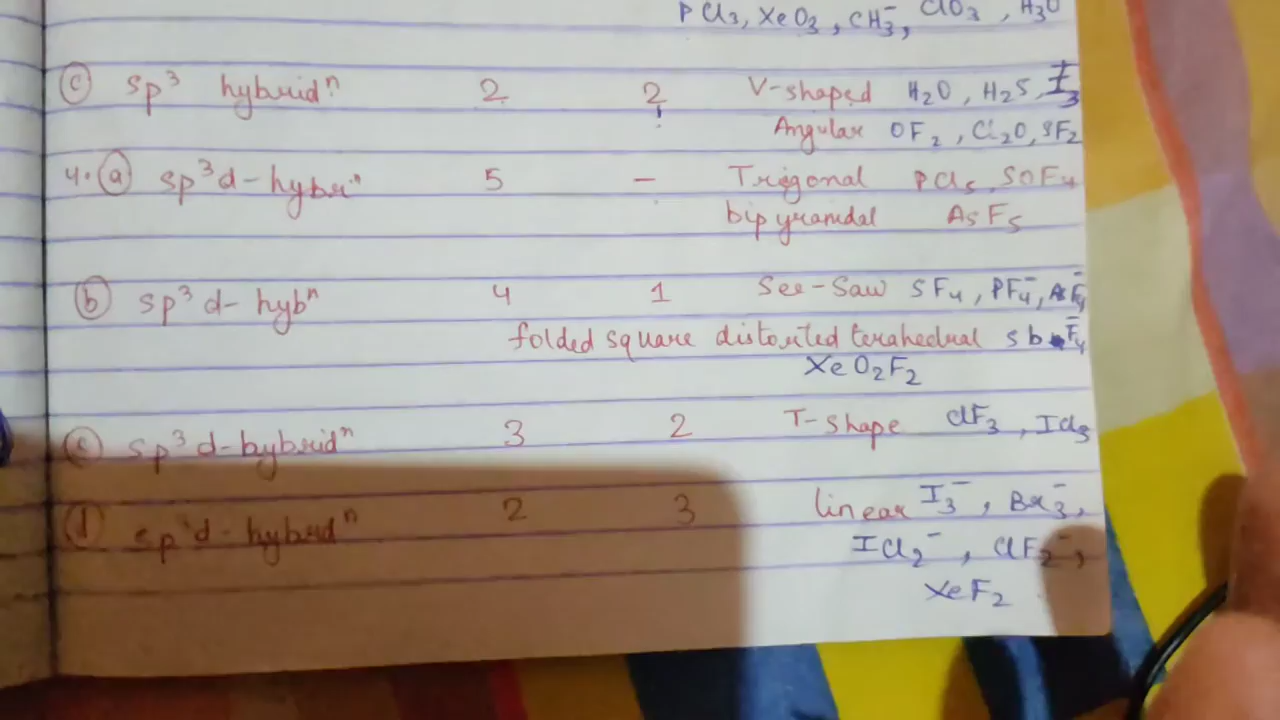 PCl₃, XeO₃, CH₃⁻, ClO₃⁻, H₃O
(c) sp³ hybridⁿ 2 2 V-shaped H₂O, H₂S, I₃
Angular OF₂, Cl₂O, SF₂
4. (a) sp³d-hybrⁿ 5 – Trigonal PCl₅, SOF₄
bipyramidal AsF₅
(b) sp³d-hybⁿ 4 1 See-Saw SF₄, PF₄⁻, AsF₄⁻
folded square distorted terahedral SbF₄⁻
XeO₂F₂
(c) sp³d-hybridⁿ 3 2 T-shape ClF₃, ICl₃
(d) sp³d-hybridⁿ 2 3 linear I₃⁻, Br₃⁻,
ICl₂⁻, ClF₂⁻,
XeF₂